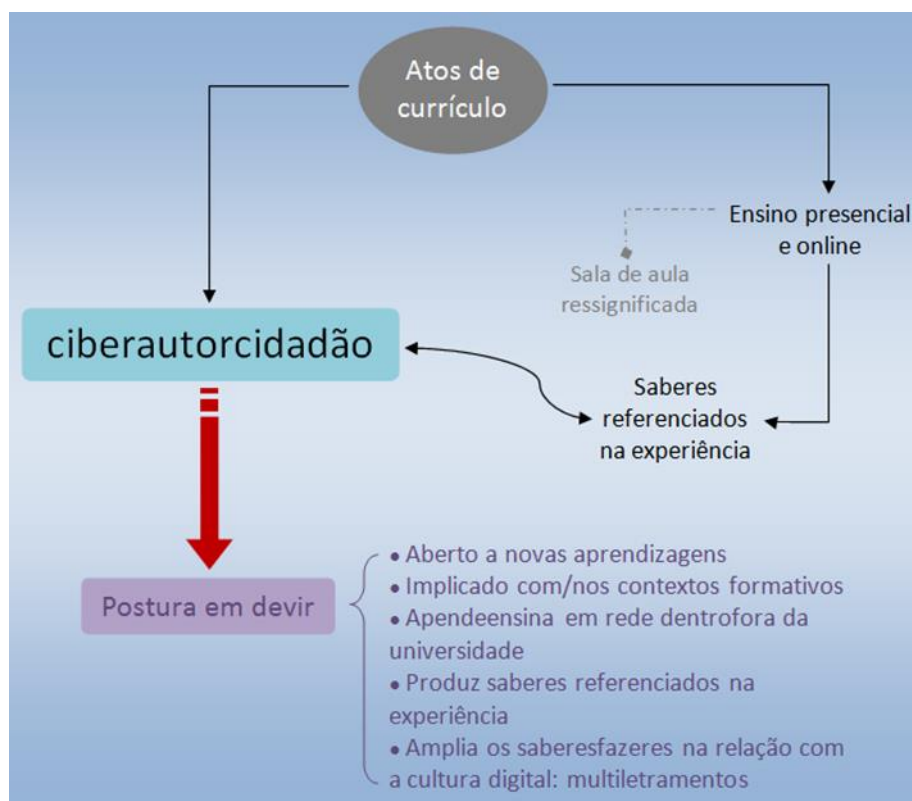 Atos de
currículo
Ensino presencial
e online
Sala de aula
ressignificada
ciberautorcidadão
Saberes
referenciados
na experiência
Postura em devir
• Aberto a novas aprendizagens
• Implicado com/nos contextos formativos
• Apendeensina em rede dentrofora da
universidade
• Produz saberes referenciados na
experiência
• Amplia os saberesfazeres na relação com
a cultura digital: multiletramentos